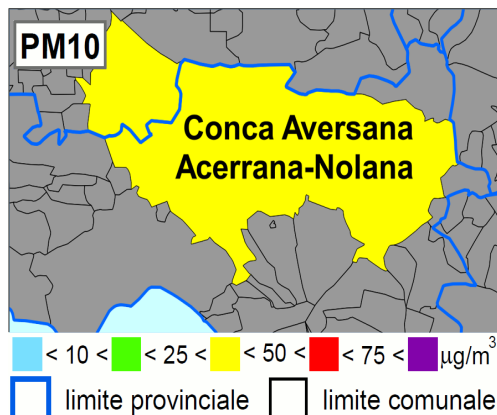 PM10
Conca Aversana
Acerrana-Nolana
< 10 < < 25 < < 50 < < 75 < µg/m³
limite provinciale limite comunale